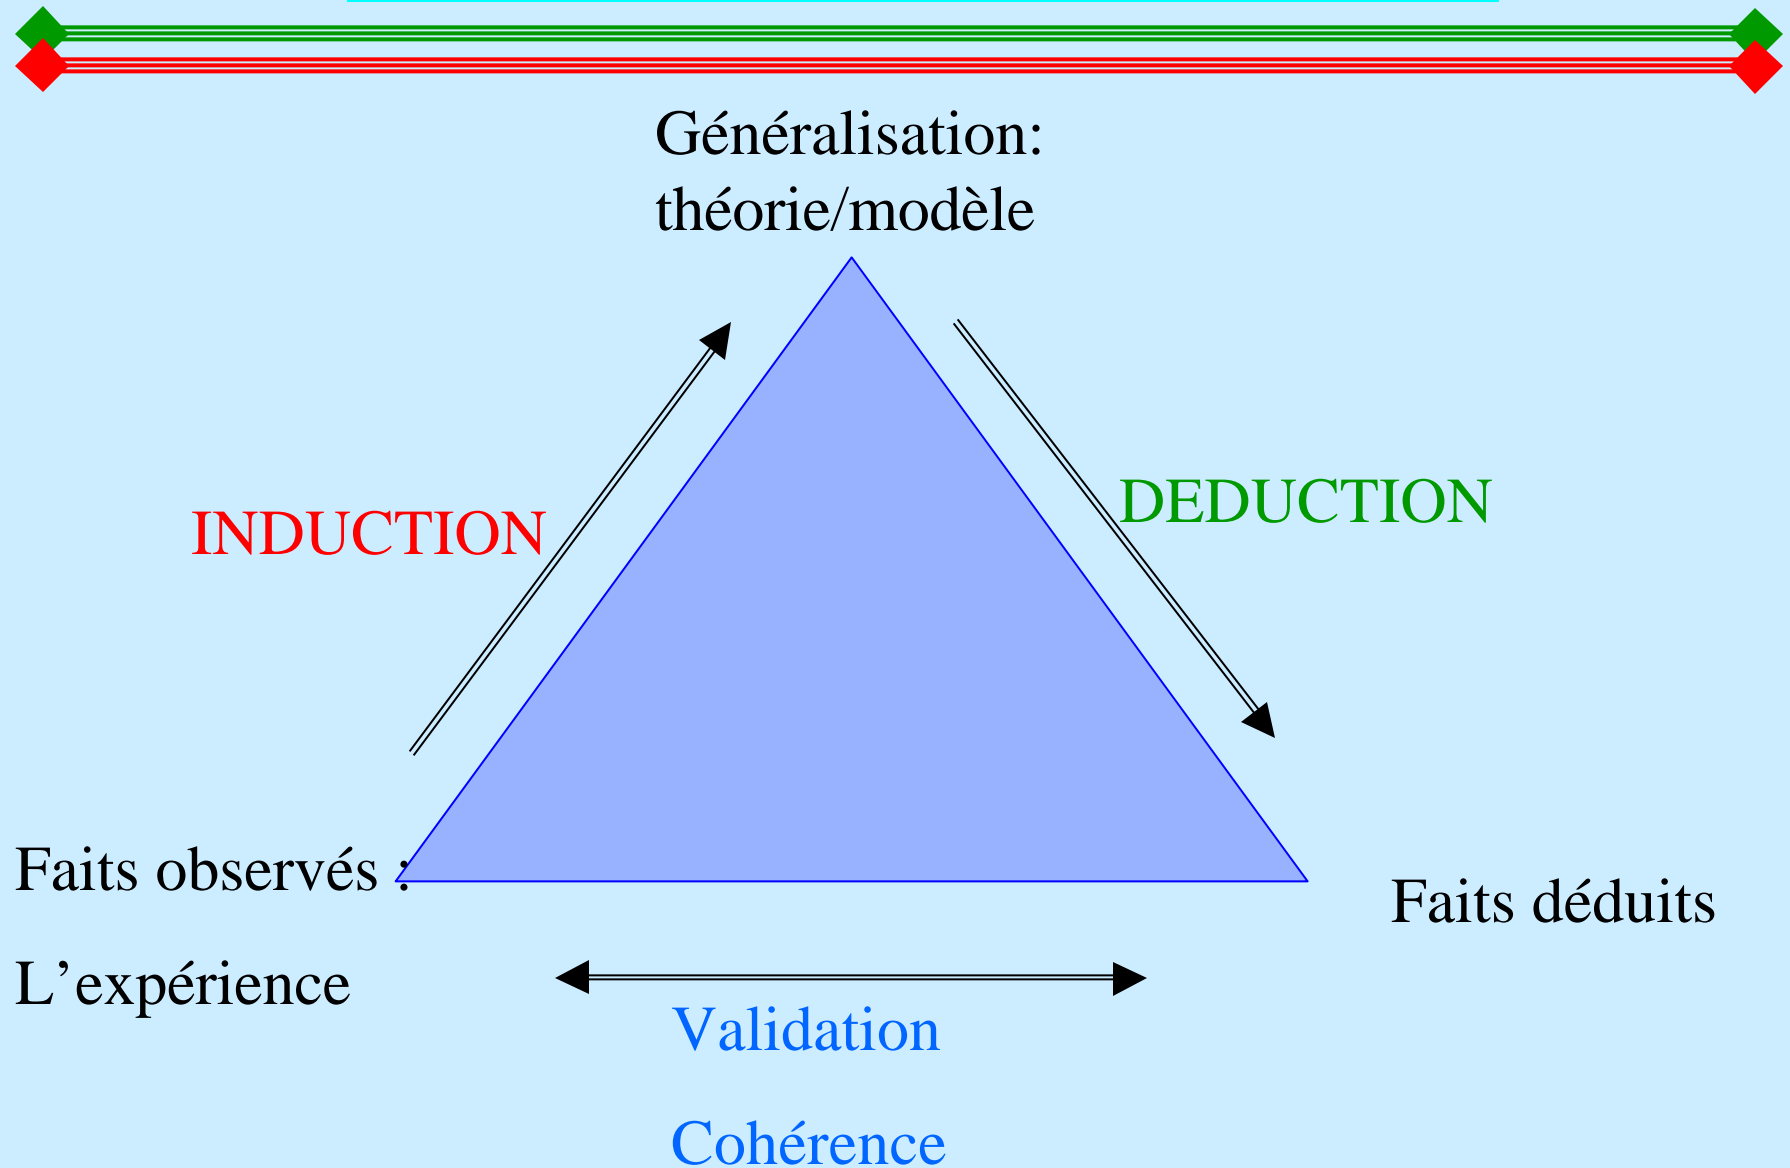 Généralisation:
théorie/modèle
INDUCTION
DEDUCTION
Faits observés :
L’expérience
Faits déduits
Validation
Cohérence